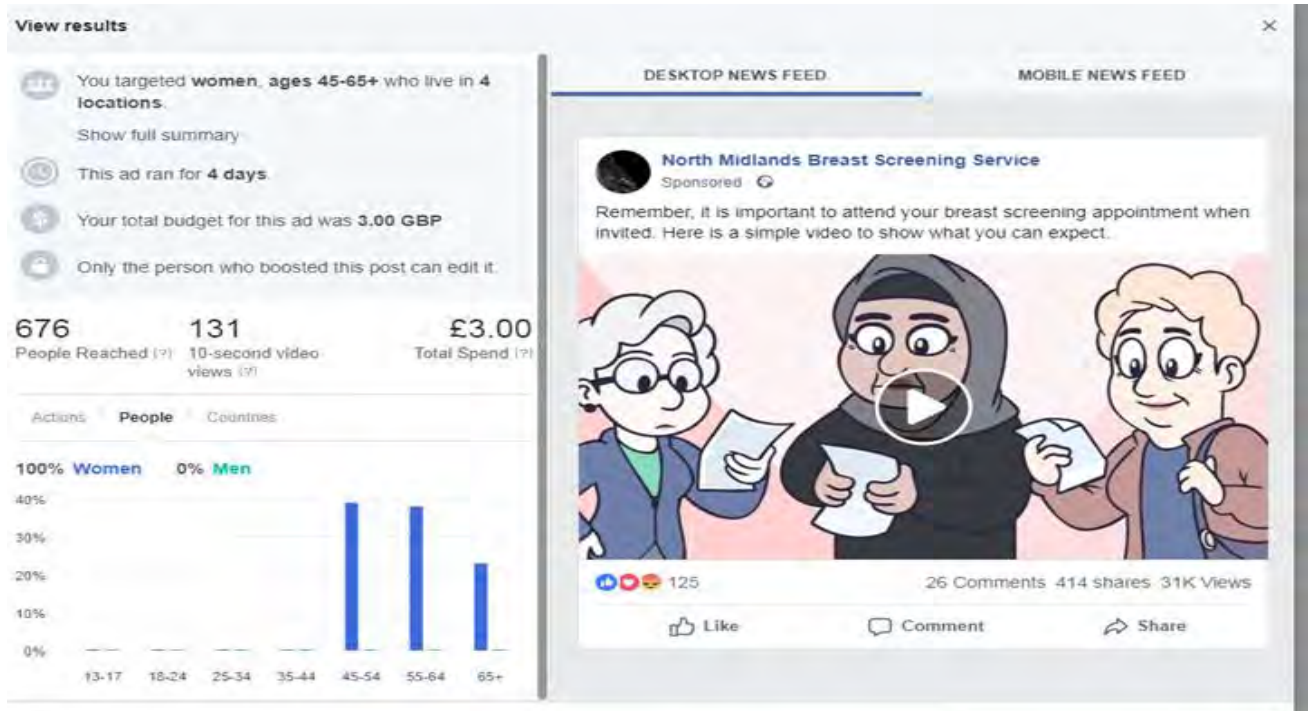 View results
You targeted women, ages 45-65+ who live in 4
locations.
Show full summary
This ad ran for 4 days.
Your total budget for this ad was 3.00 GBP
Only the person who boosted this post can edit it.
676
People Reached [?]
131
10-second video
views [?]
£3.00
Total Spend [?]
Actions People Countries
100% Women 0% Men
40%
30%
20%
10%
0%
13-17 18-24 25-34 35-44 45-54 55-64 65+
DESKTOP NEWS FEED MOBILE NEWS FEED
North Midlands Breast Screening Service
Sponsored
Remember, it is important to attend your breast screening appointment when
invited. Here is a simple video to show what you can expect.
125 26 Comments 414 shares 31K Views
Like Comment Share